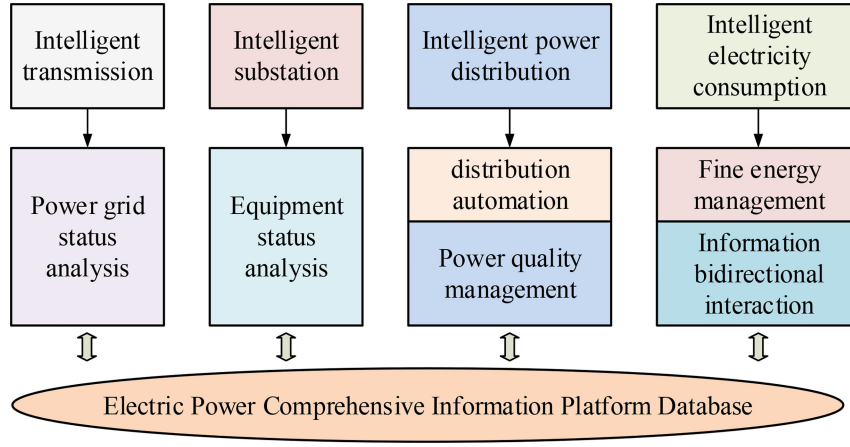 Intelligent
transmission
Intelligent
substation
Intelligent power
distribution
Intelligent
electricity
consumption
Power grid
status
analysis
Equipment
status
analysis
distribution
automation
Power quality
management
Fine energy
management
Information
bidirectional
interaction
Electric Power Comprehensive Information Platform Database